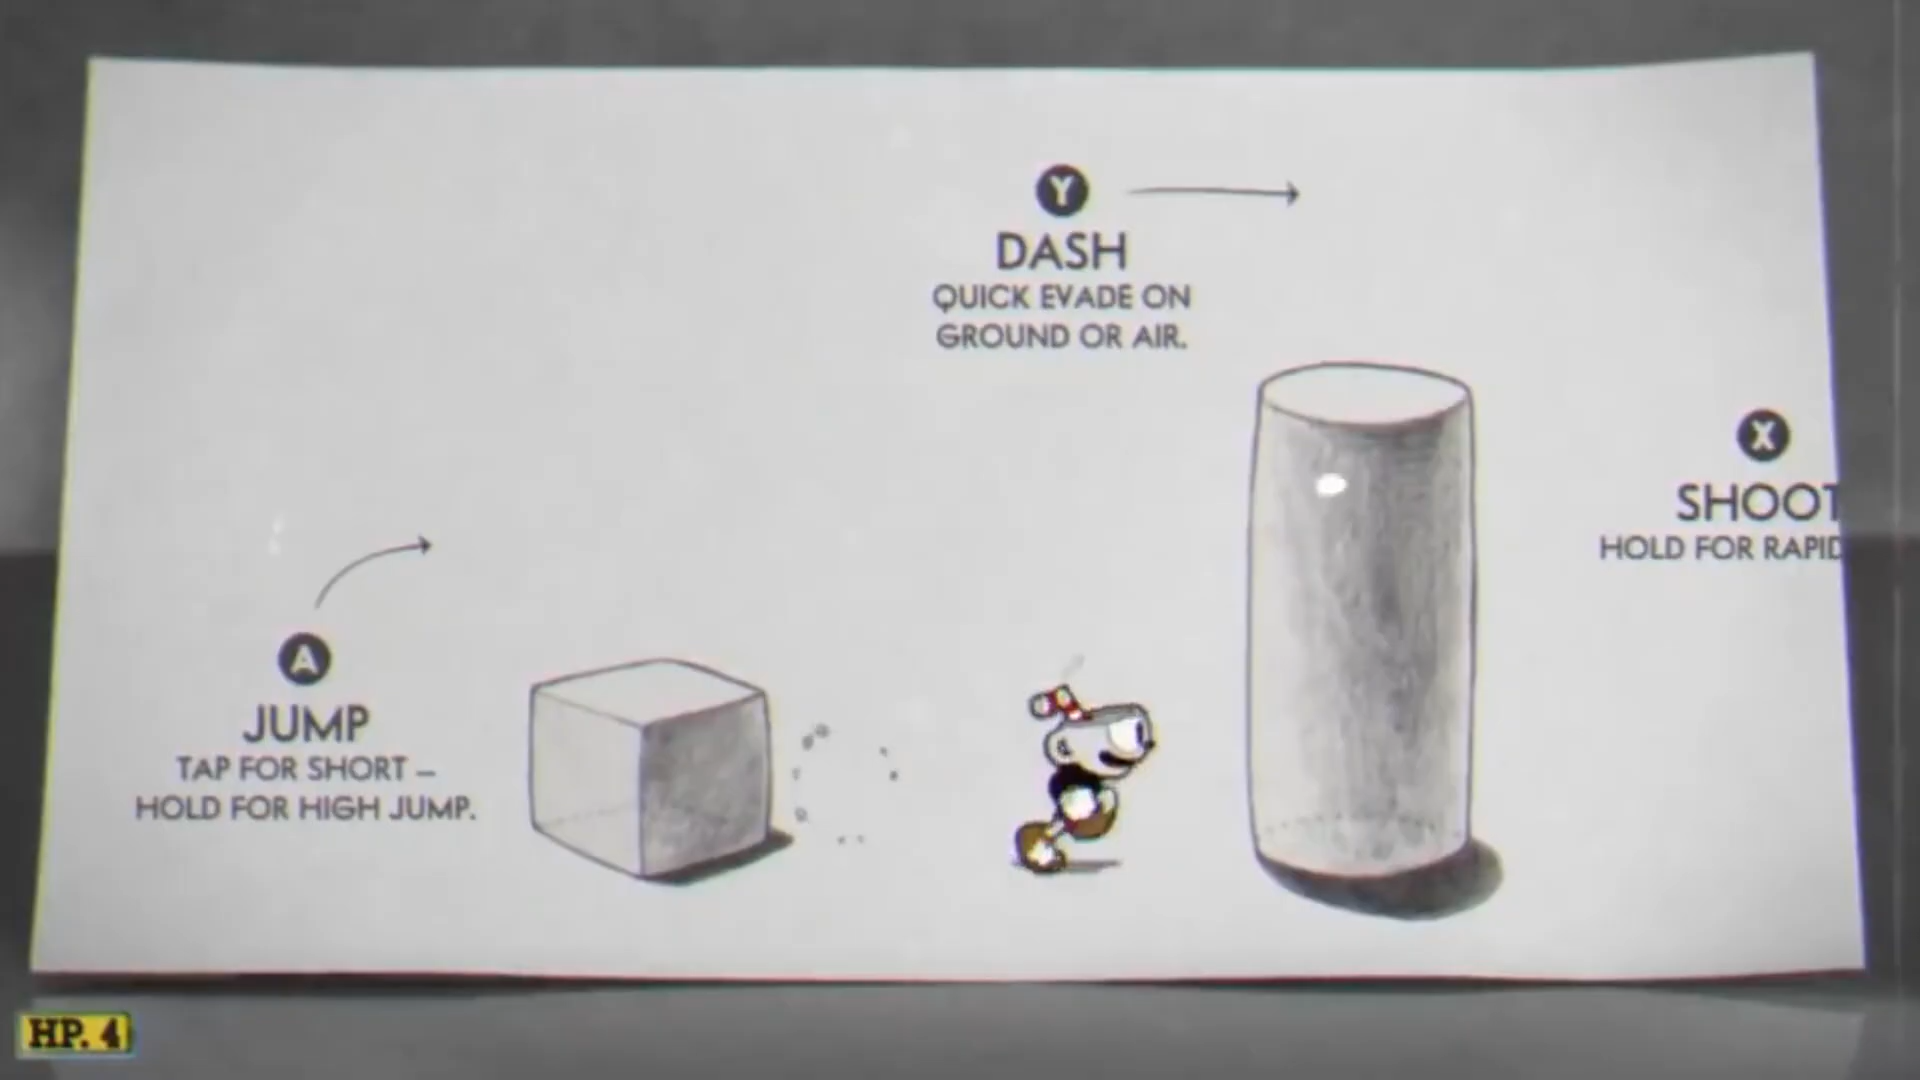 Y
DASH
QUICK EVADE ON
GROUND OR AIR.
X
SHOOT
HOLD FOR RAPID
A
JUMP
TAP FOR SHORT –
HOLD FOR HIGH JUMP.
HP. 4